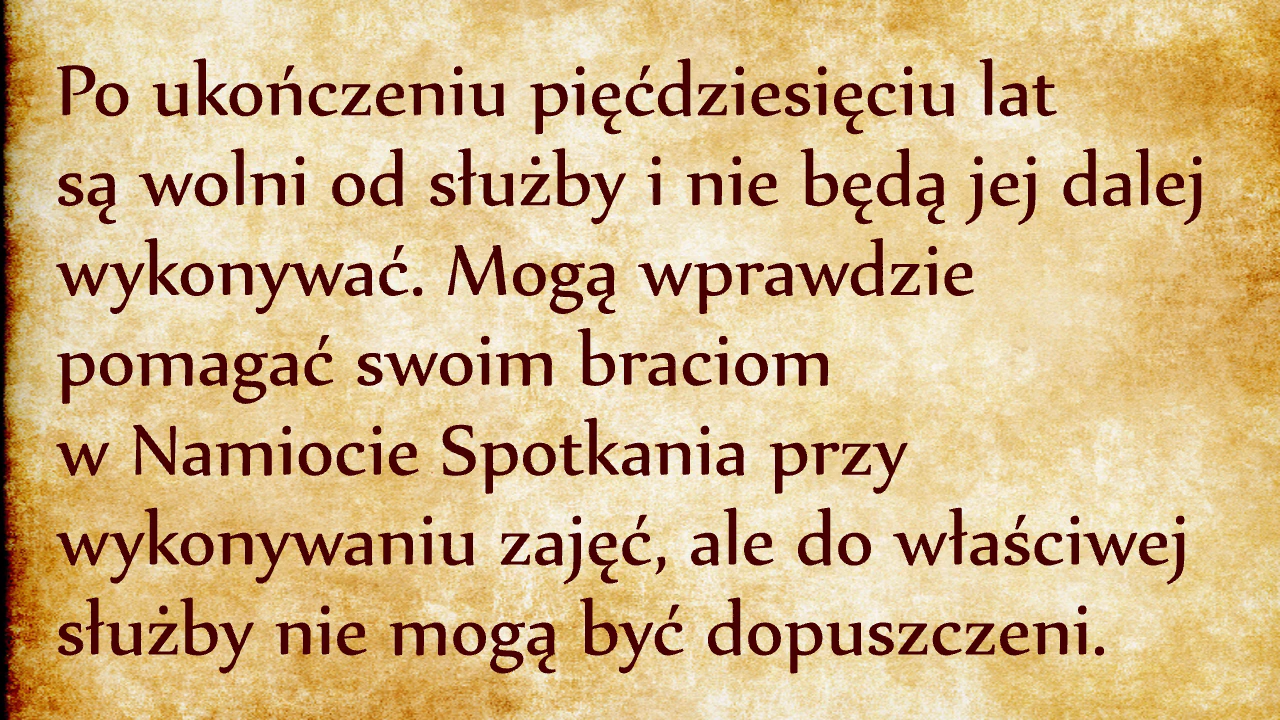 Po ukończeniu pięćdziesięciu lat
są wolni od służby i nie będą jej dalej
wykonywać. Mogą wprawdzie
pomagać swoim braciom
w Namiocie Spotkania przy
wykonywaniu zajęć, ale do właściwej
służby nie mogą być dopuszczeni.